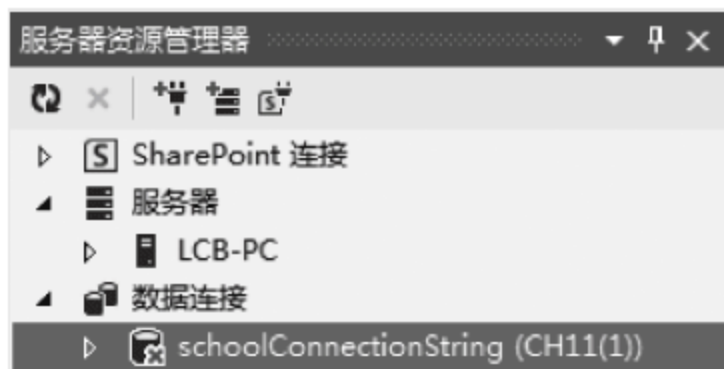 服务器资源管理器
SharePoint 连接
服务器
LCB-PC
数据连接
schoolConnectionString (CH11(1))